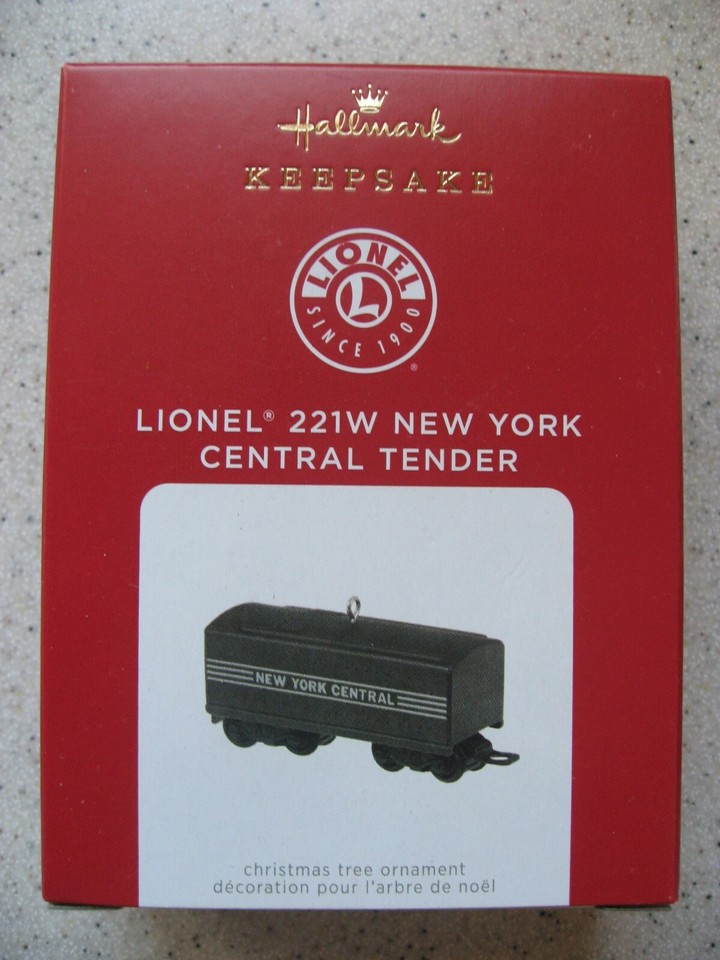 Hallmark
KEEPSAKE
LIONEL
L
SINCE 1900
®
LIONEL® 221W NEW YORK
CENTRAL TENDER
NEW YORK CENTRAL
christmas tree ornament
décoration pour l'arbre de noël